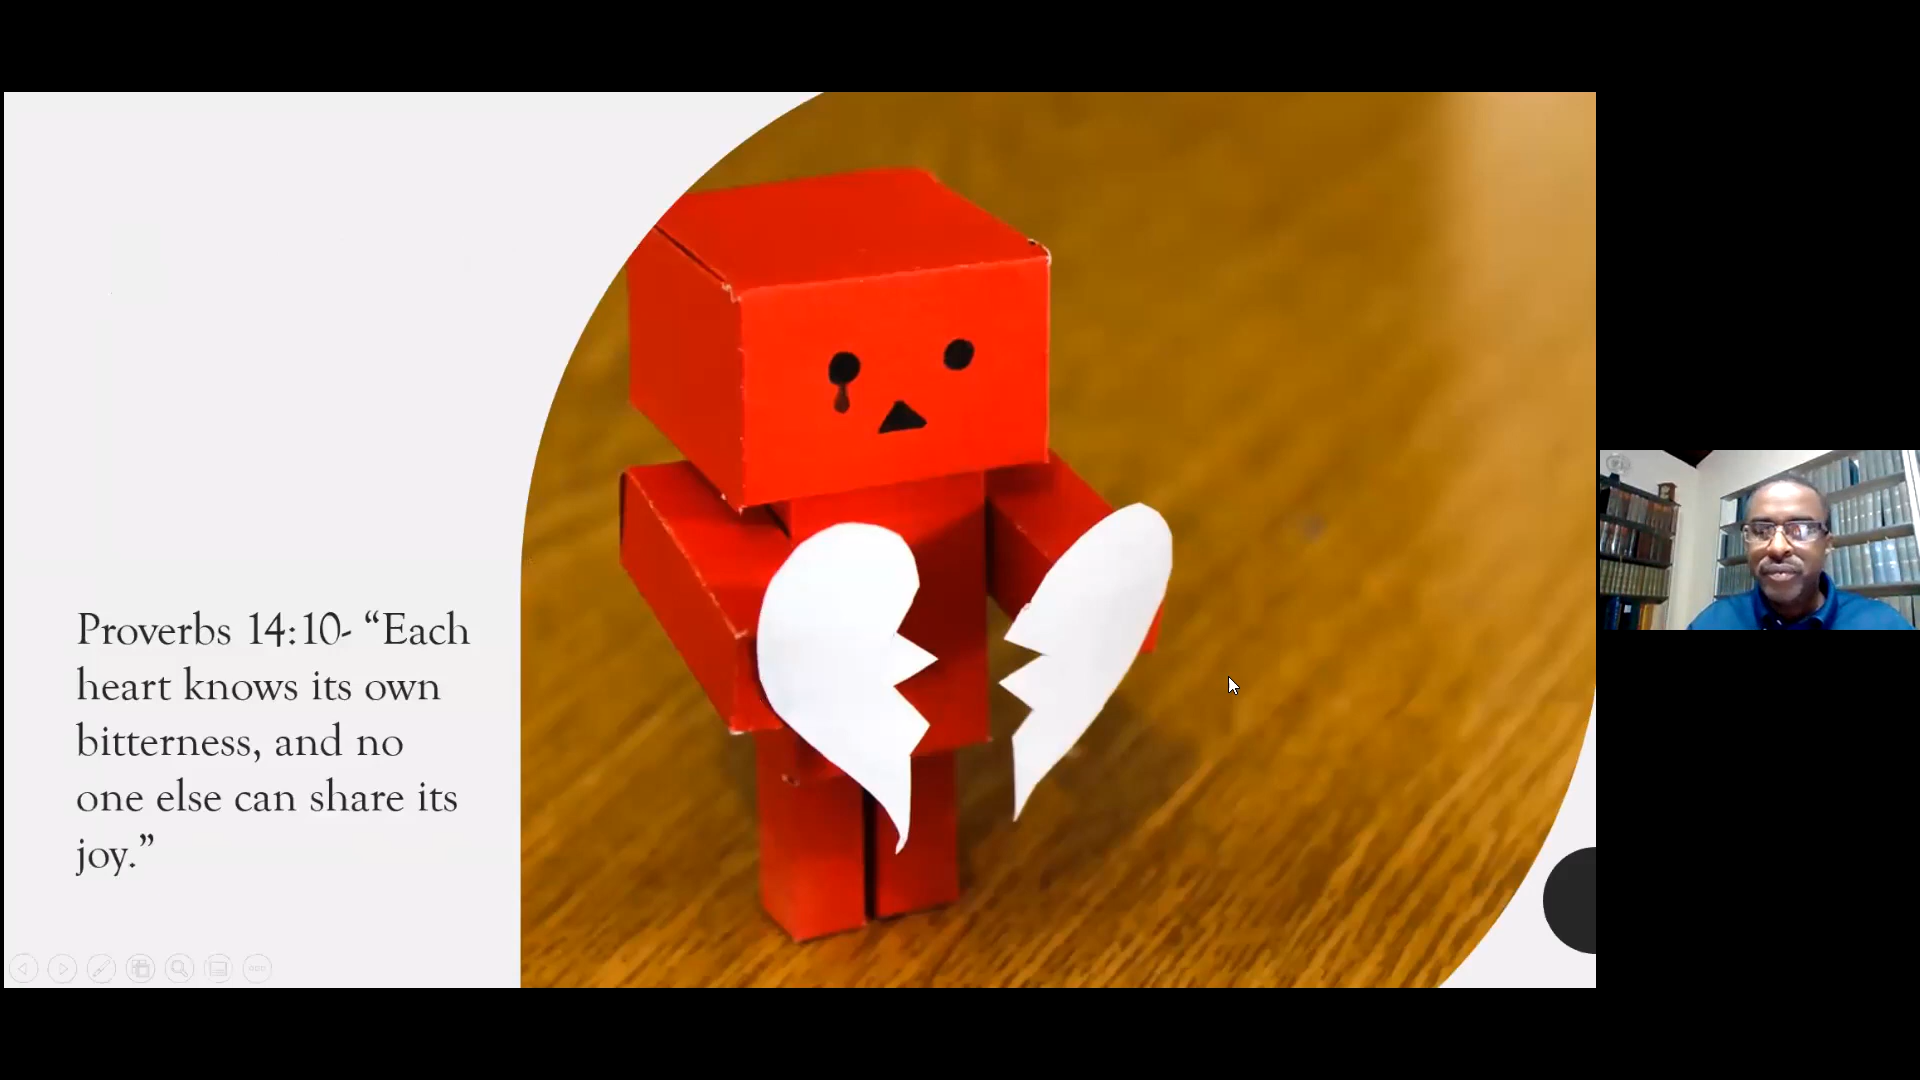 Proverbs 14:10- “Each
heart knows its own
bitterness, and no
one else can share its
joy.”